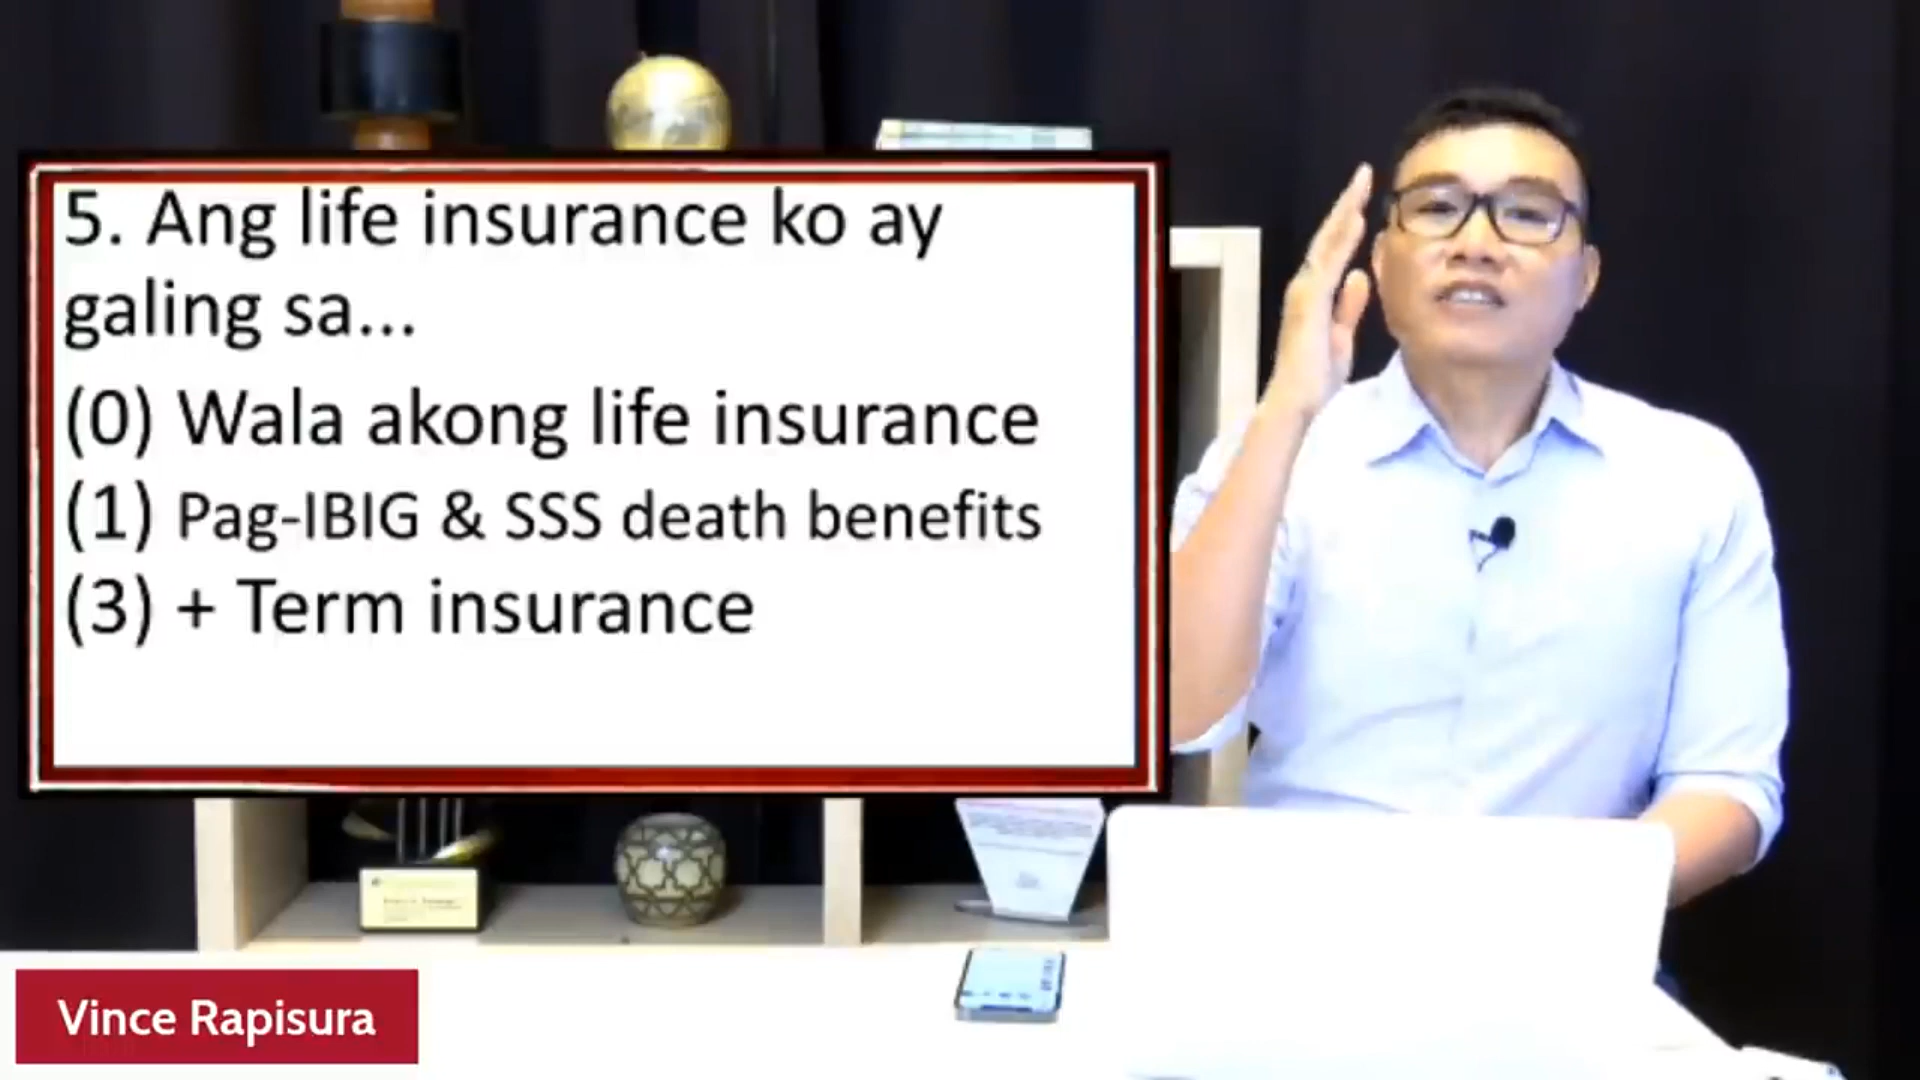 5. Ang life insurance ko ay
galing sa...
(0) Wala akong life insurance
(1) Pag-IBIG & SSS death benefits
(3) + Term insurance
Vince Rapisura